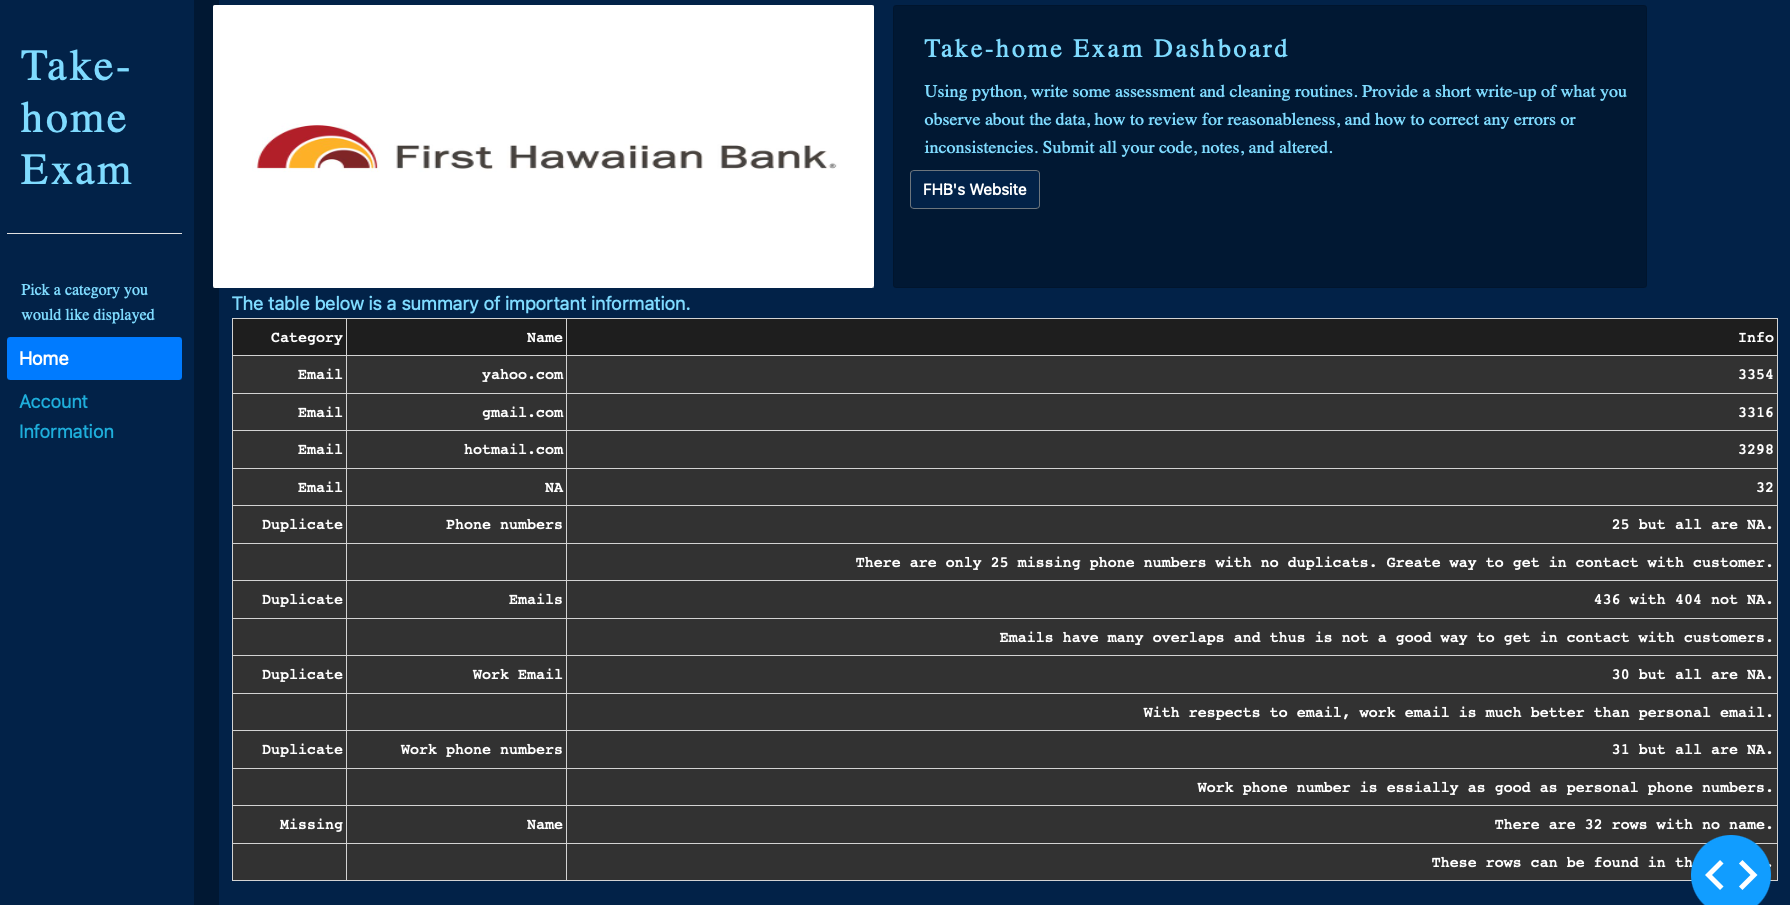 Take-
home
Exam
Pick a category you
would like displayed
Home
Account
Information
First Hawaiian Bank®
Take-home Exam Dashboard
Using python, write some assessment and cleaning routines. Provide a short write-up of what you
observe about the data, how to review for reasonableness, and how to correct any errors or
inconsistencies. Submit all your code, notes, and altered.
FHB's Website
The table below is a summary of important information.
Category Name Info
Email yahoo.com 3354
Email gmail.com 3316
Email hotmail.com 3298
Email NA 32
Duplicate Phone numbers 25 but all are NA.
There are only 25 missing phone numbers with no duplicats. Greate way to get in contact with customer.
Duplicate Emails 436 with 404 not NA.
Emails have many overlaps and thus is not a good way to get in contact with customers.
Duplicate Work Email 30 but all are NA.
With respects to email, work email is much better than personal email.
Duplicate Work phone numbers 31 but all are NA.
Work phone number is essially as good as personal phone numbers.
Missing Name There are 32 rows with no name.
These rows can be found in